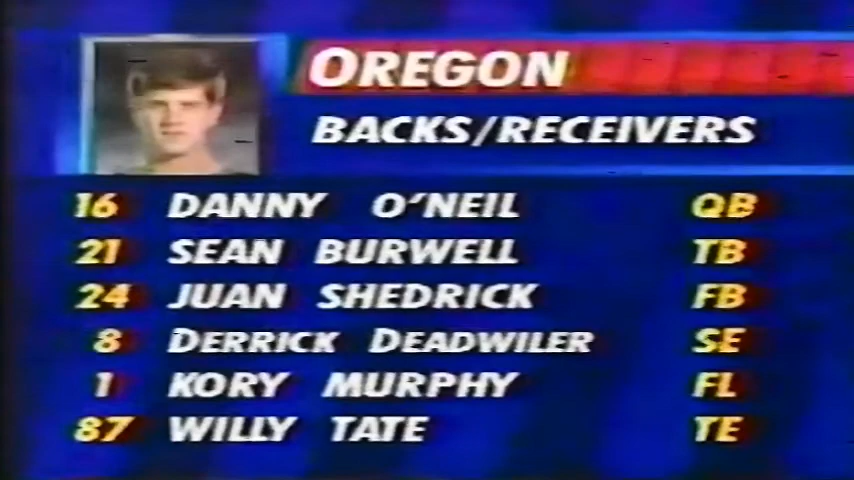 OREGON
BACKS/RECEIVERS
16 DANNY O'NEIL QB
21 SEAN BURWELL TB
24 JUAN SHEDRICK FB
8 DERRICK DEADWILER SE
1 KORY MURPHY FL
87 WILLY TATE TE